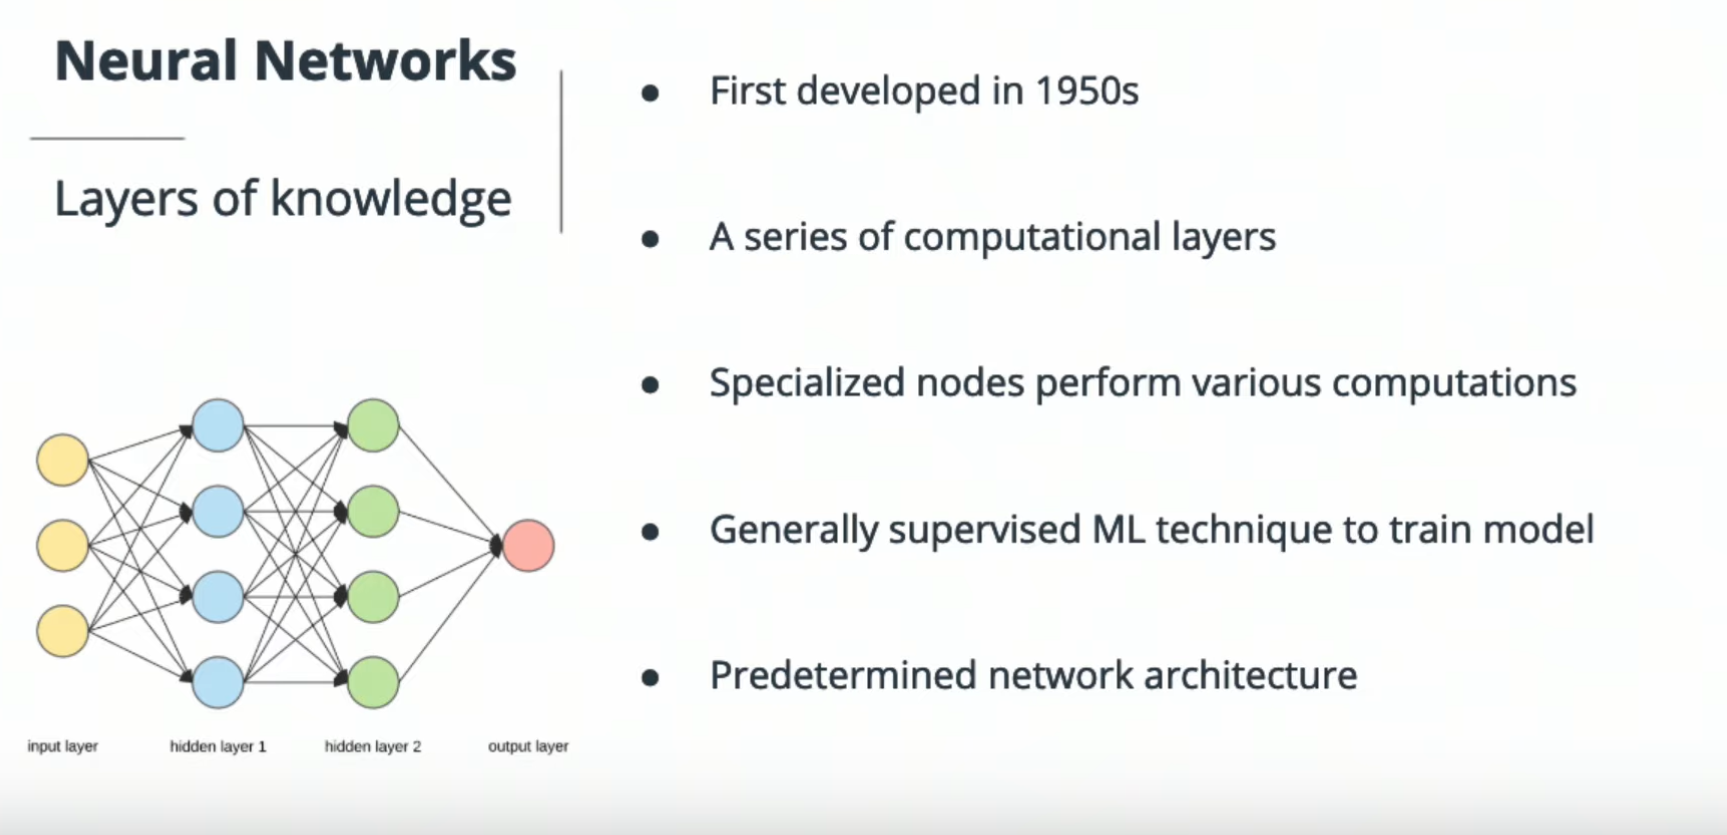 Neural Networks
Layers of knowledge
● First developed in 1950s
● A series of computational layers
● Specialized nodes perform various computations
● Generally supervised ML technique to train model
● Predetermined network architecture
input layer
hidden layer 1
hidden layer 2
output layer